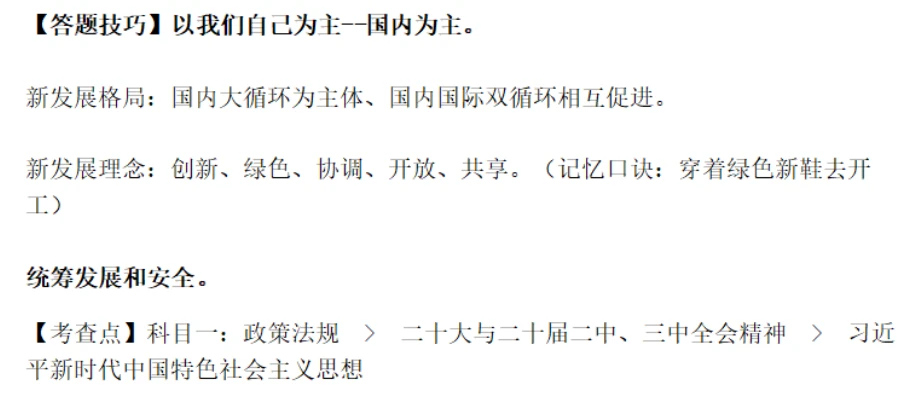 【答题技巧】以我们自己为主--国内为主。
新发展格局：国内大循环为主体、国内国际双循环相互促进。
新发展理念：创新、绿色、协调、开放、共享。（记忆口诀：穿着绿色新鞋去开
工）
统筹发展和安全。
【考查点】科目一：政策法规 > 二十大与二十届二中、三中全会精神 > 习近
平新时代中国特色社会主义思想